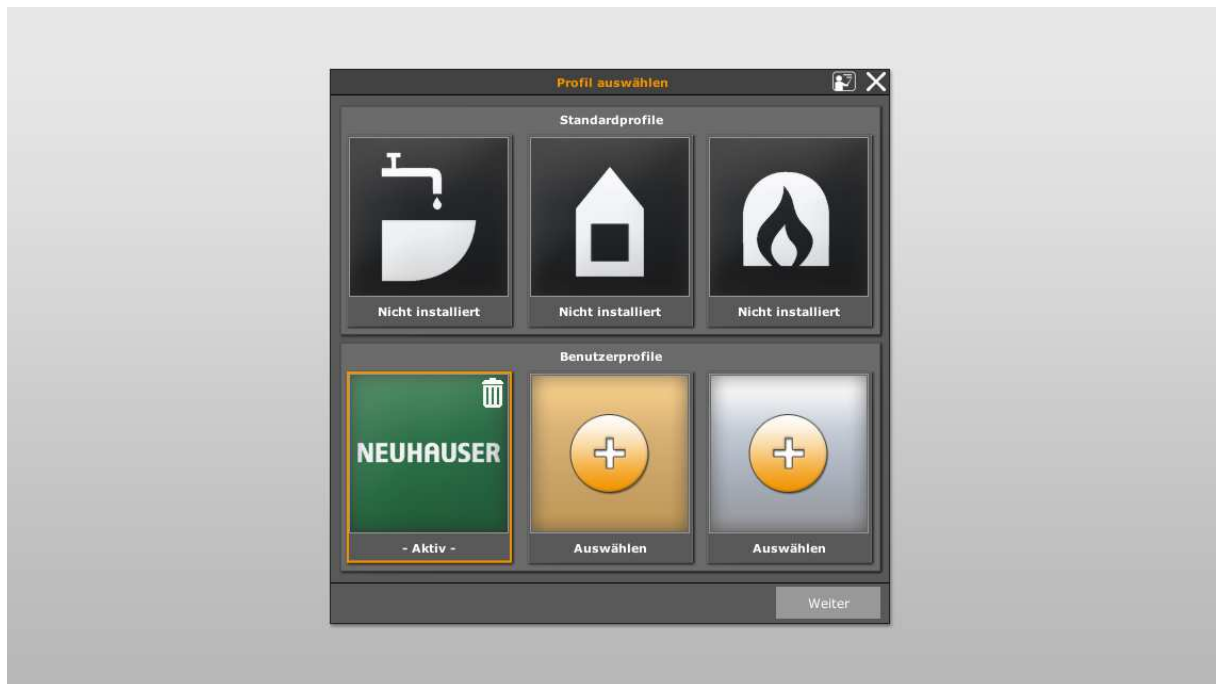 Profil auswählen
Standardprofile
Nicht installiert
Nicht installiert
Nicht installiert
Benutzerprofile
NEUHAUSER
- Aktiv -
Auswählen
Auswählen
Weiter